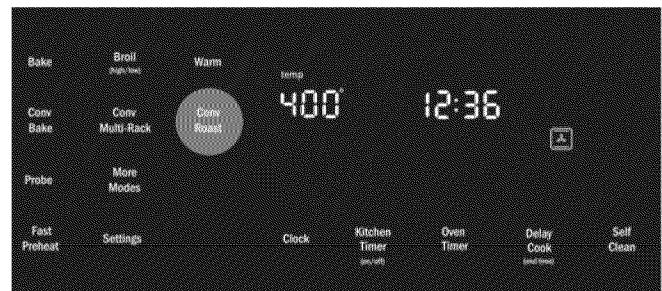 Bake
Broil
(high/low)
Warm
temp
400°
12:36
Conv
Bake
Conv
Multi-Rack
Conv
Roast
Probe
More
Modes
Fast
Preheat
Settings
Clock
Kitchen
Timer
(on/off)
Oven
Timer
Delay
Cook
(end time)
Self
Clean